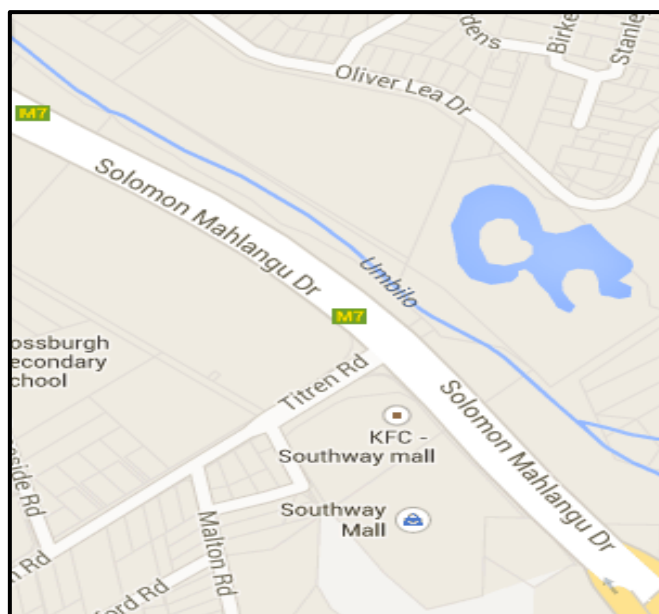 dens
Birke
Stanle
Oliver Lea Dr
M7
Solomon Mahlangu Dr
Umbilo
M7
ossburgh
econdary
chool
Titren Rd
KFC -
Southway mall
Solomon Mahlangu Dr
Southway
Mall
eside Rd
Malton Rd
n Rd
ford Rd